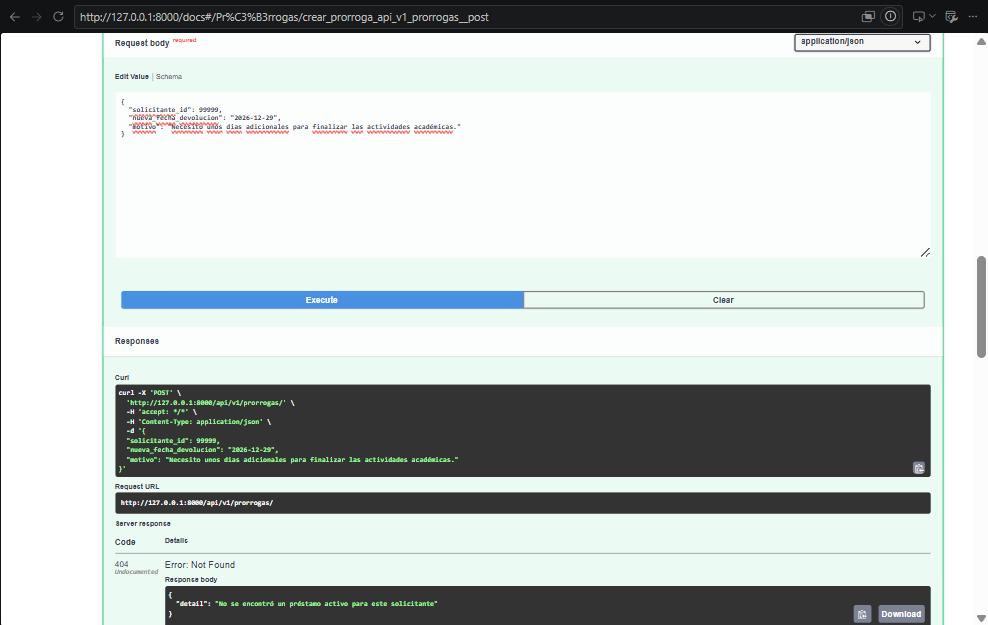 http://127.0.0.1:8000/docs#/Pr%C3%B3rrogas/crear_prorroga_api_v1_prorrogas__post
Request body required
application/json
Edit Value | Schema
{
  "solicitante_id": 99999,
  "nueva_fecha_devolucion": "2026-12-29",
  "motivo": "Necesito unos dias adicionales para finalizar las actividades académicas."
}
Execute
Clear
Responses
Curl
curl -X 'POST' \
  'http://127.0.0.1:8000/api/v1/prorrogas/' \
  -H 'accept: */*' \
  -H 'Content-Type: application/json' \
  -d '{
  "solicitante_id": 99999,
  "nueva_fecha_devolucion": "2026-12-29",
  "motivo": "Necesito unos dias adicionales para finalizar las actividades académicas."
}'
Request URL
http://127.0.0.1:8000/api/v1/prorrogas/
Server response
Code
Details
404
Undocumented
Error: Not Found
Response body
{
  "detail": "No se encontró un préstamo activo para este solicitante"
}
Download